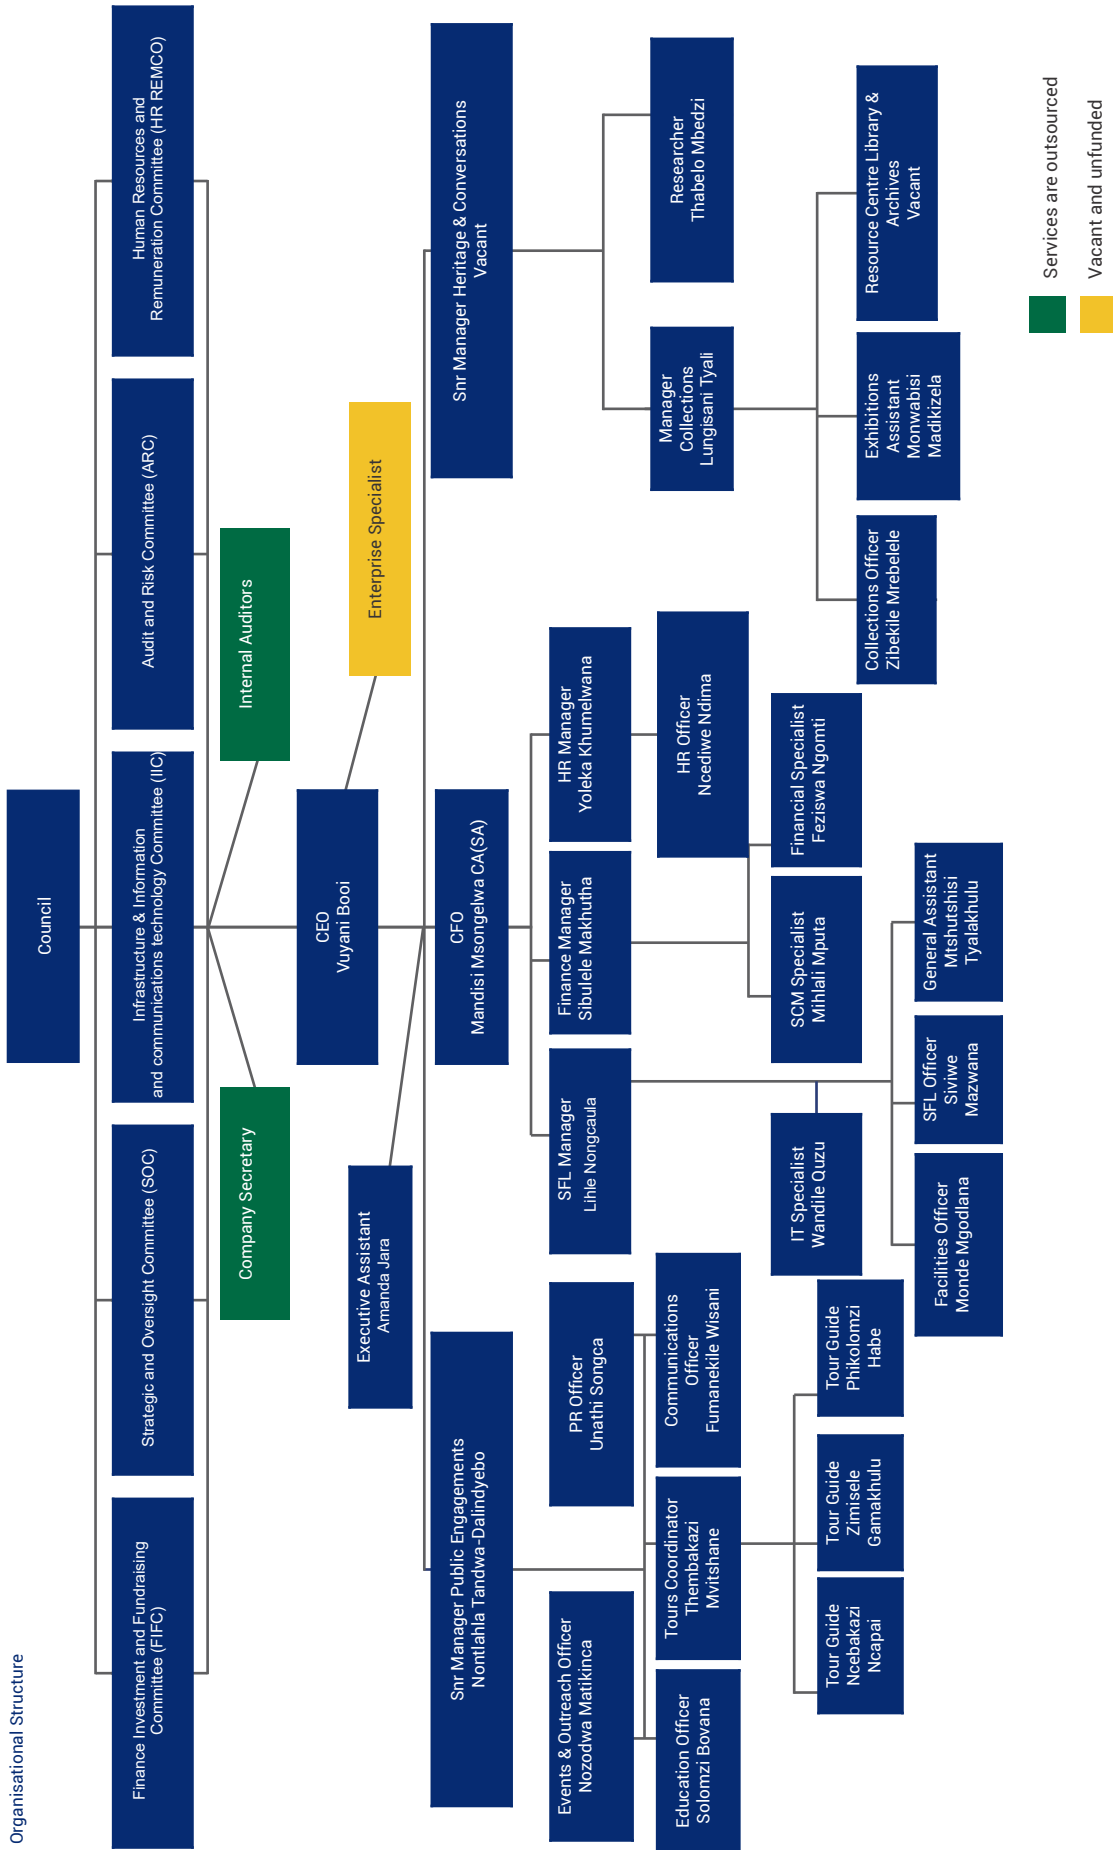 Organisational Structure
Council
Finance Investment and Fundraising
Committee (FIFC)
Strategic and Oversight Committee (SOC)
Infrastructure & Information
and communications technology Committee (IIC)
Audit and Risk Committee (ARC)
Human Resources and
Remuneration Committee (HR REMCO)
Company Secretary
Internal Auditors
CEO
Vuyani Booi
Executive Assistant
Amanda Jara
Enterprise Specialist
Snr Manager Public Engagements
Nontlahla Tandwa-Dalindyebo
CFO
Mandisi Msongelwa CA(SA)
Snr Manager Heritage & Conversations
Vacant
Events & Outreach Officer
Nozodwa Matikinca
PR Officer
Unathi Songca
SFL Manager
Lihle Nongcaula
Finance Manager
Sibulele Makhutha
HR Manager
Yoleka Khumelwana
Manager
Collections
Lungisani Tyali
Researcher
Thabelo Mbedzi
Education Officer
Solomzi Bovana
Tours Coordinator
Thembakazi
Mvitshane
Communications
Officer
Fumanekile Wisani
HR Officer
Ncediwe Ndima
IT Specialist
Wandile Quzu
SCM Specialist
Mihlali Mputa
Financial Specialist
Feziswa Ngomti
Tour Guide
Ncebakazi
Ncapai
Tour Guide
Zimisele
Gamakhulu
Tour Guide
Phikolomzi
Habe
Collections Officer
Zibekile Mrebelele
Exhibitions
Assistant
Monwabisi
Madikizela
Resource Centre Library &
Archives
Vacant
Facilities Officer
Monde Mgodlana
SFL Officer
Siviwe
Mazwana
General Assistant
Mtshutshisi
Tyalakhulu
Services are outsourced
Vacant and unfunded